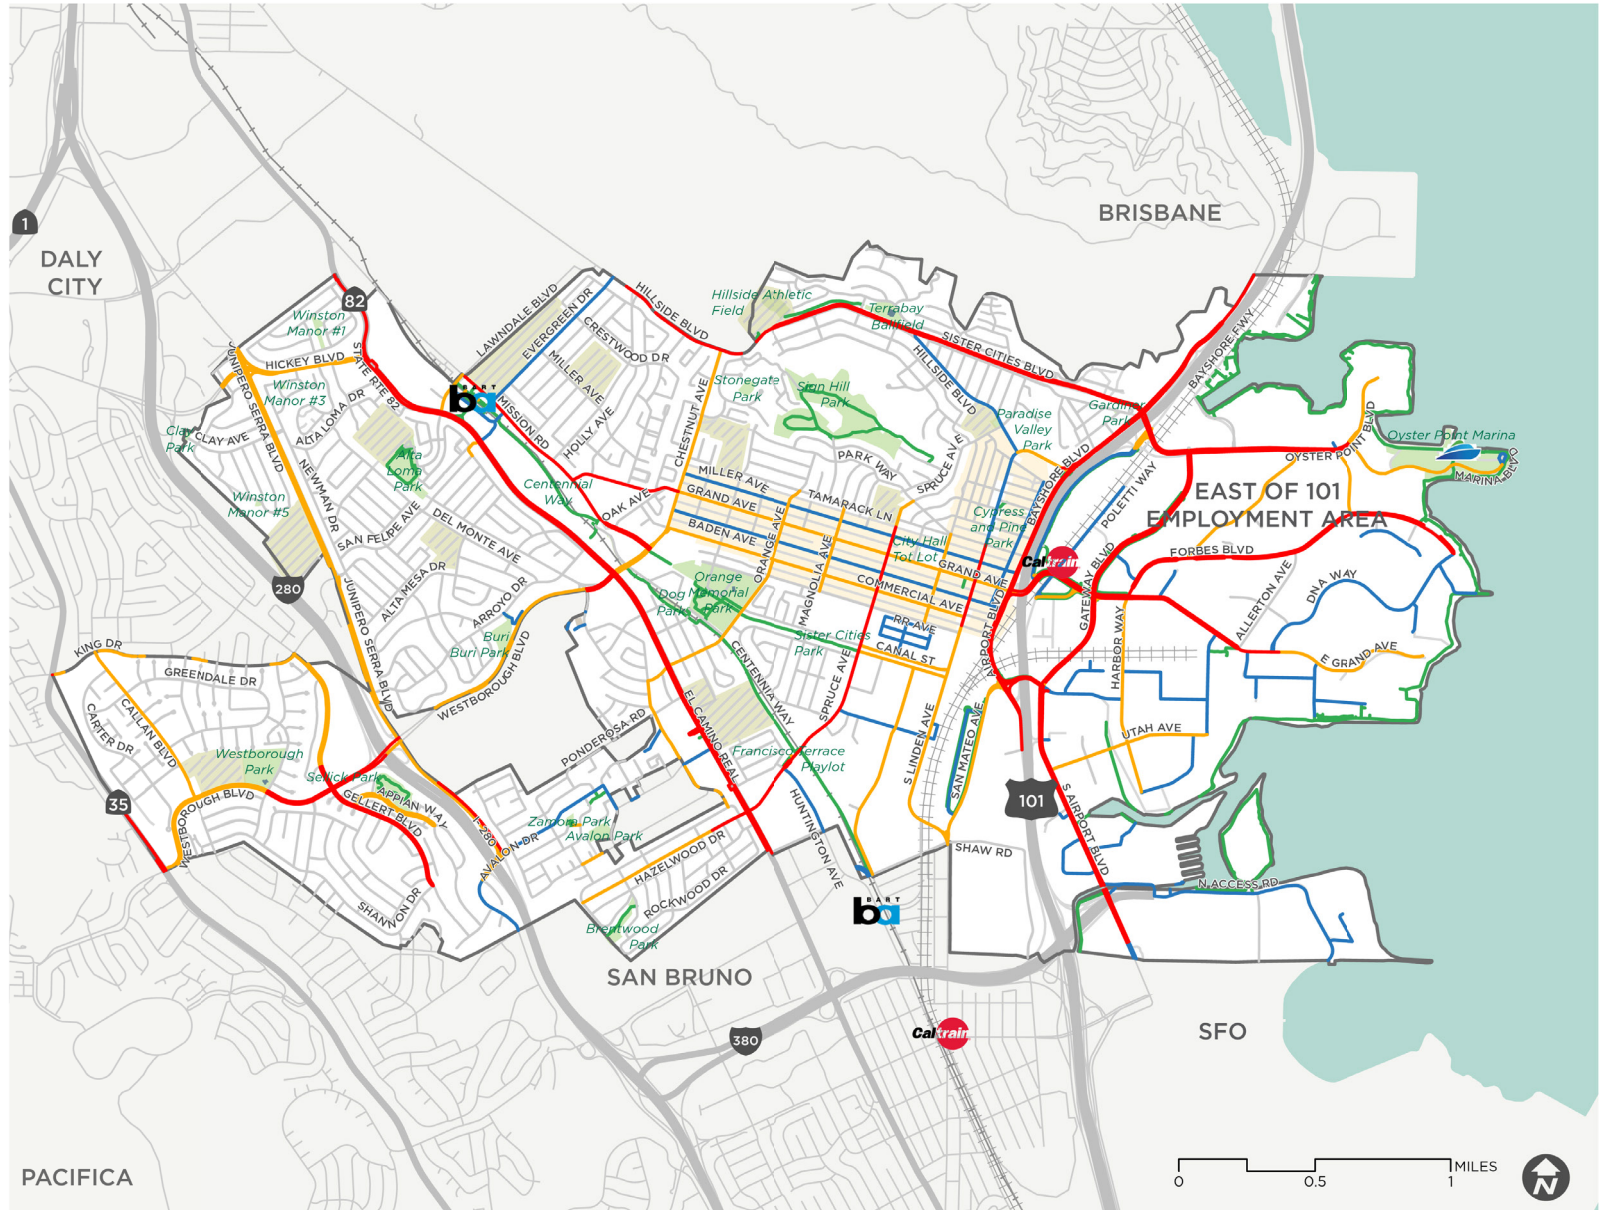 BRISBANE
1
DALY
CITY
82
Winston
Manor #1
HICKEY BLVD
Winston
Manor #3
JUNIPERO SERRA BLVD
STATE RTE 82
ALTA LOMA DR
CLAY AVE
Clay
Park
Alta
Loma
Park
Winston
Manor #5
NEWMAN DR
SAN FELIPE AVE
DEL MONTE AVE
ALTA MESA DR
ARROYO DR
280
JUNIPERO SERRA BLVD
Buri
Buri Park
WESTBOROUGH BLVD
LAWNDALE BLVD
EVERGREEN DR
HILLSIDE BLVD
CRESTWOOD DR
MILLER AVE
HOLLY AVE
MISSION RD
BART
ba
Centennial
Way
OAK AVE
CHESTNUT AVE
Hillside Athletic
Field
Terrabay
Ballfield
SISTER CITIES BLVD
HILLSIDE BLVD
Stonegate
Park
Sign Hill
Park
PARK WAY
SPRUCE AVE
Paradise
Valley
Park
Gardiner
Park
BAYSHORE BLVD
BAYSHORE FWY
POLETTI WAY
MILLER AVE
GRAND AVE
BADEN AVE
TAMARACK LN
ORANGE AVE
MAGNOLIA AVE
COMMERCIAL AVE
GRAND AVE
City Hall
Tot Lot
Cypress
and Pine
Park
Caltrain
RR AVE
CANAL ST
AIRPORT BLVD
Orange
Memorial
Park
Dog
Park
Sister Cities
Park
CENTENNIA WAY
SPRUCE AVE
Francisco Terrace
Playlot
EL CAMINO REAL
HUNTINGTON AVE
S LINDEN AVE
SAN MATEO AVE
SHAW RD
101
S AIRPORT BLVD
N ACCESS RD
UTAH AVE
HARBOR WAY
GATEWAY BLVD
FORBES BLVD
ALLERTON AVE
DNA WAY
E GRAND AVE
EAST OF 101
EMPLOYMENT AREA
OYSTER POINT BLVD
Oyster Point Marina
MARINA BLVD
KING DR
GREENDALE DR
CALLAN BLVD
CARTER DR
Westborough
Park
WESTBOROUGH BLVD
35
Sellick Park
APPIAN WAY
GELLERT BLVD
SHANNON DR
I- 280
AVALON DR
PONDEROSA RD
Zamora Park
Avalon Park
HAZELWOOD DR
ROCKWOOD DR
Brentwood
Park
BART
ba
SAN BRUNO
Caltrain
380
SFO
PACIFICA
MILES
0
0.5
1
N